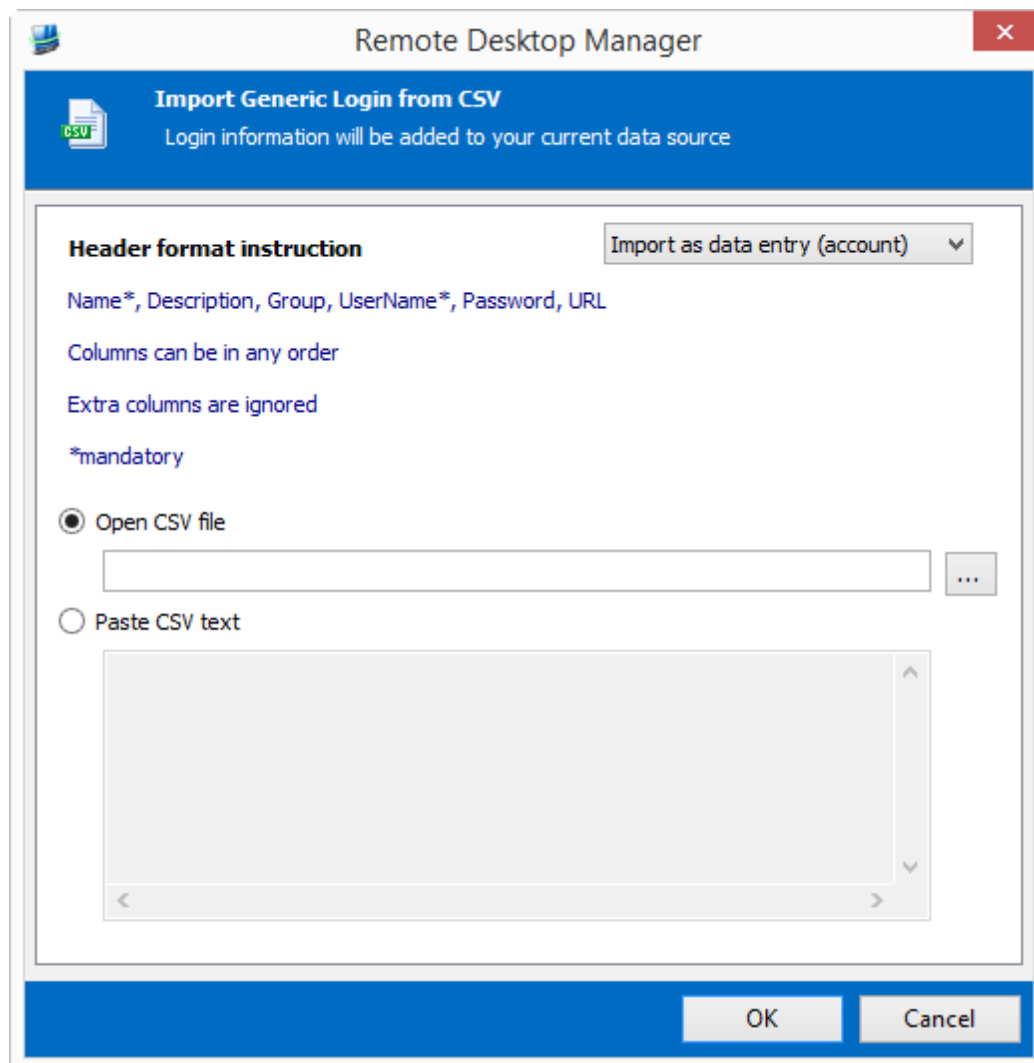 Remote Desktop Manager
Import Generic Login from CSV
CSV
Login information will be added to your current data source
Header format instruction
Import as data entry (account)
Name*, Description, Group, UserName*, Password, URL
Columns can be in any order
Extra columns are ignored
*mandatory
Open CSV file
...
Paste CSV text
OK
Cancel